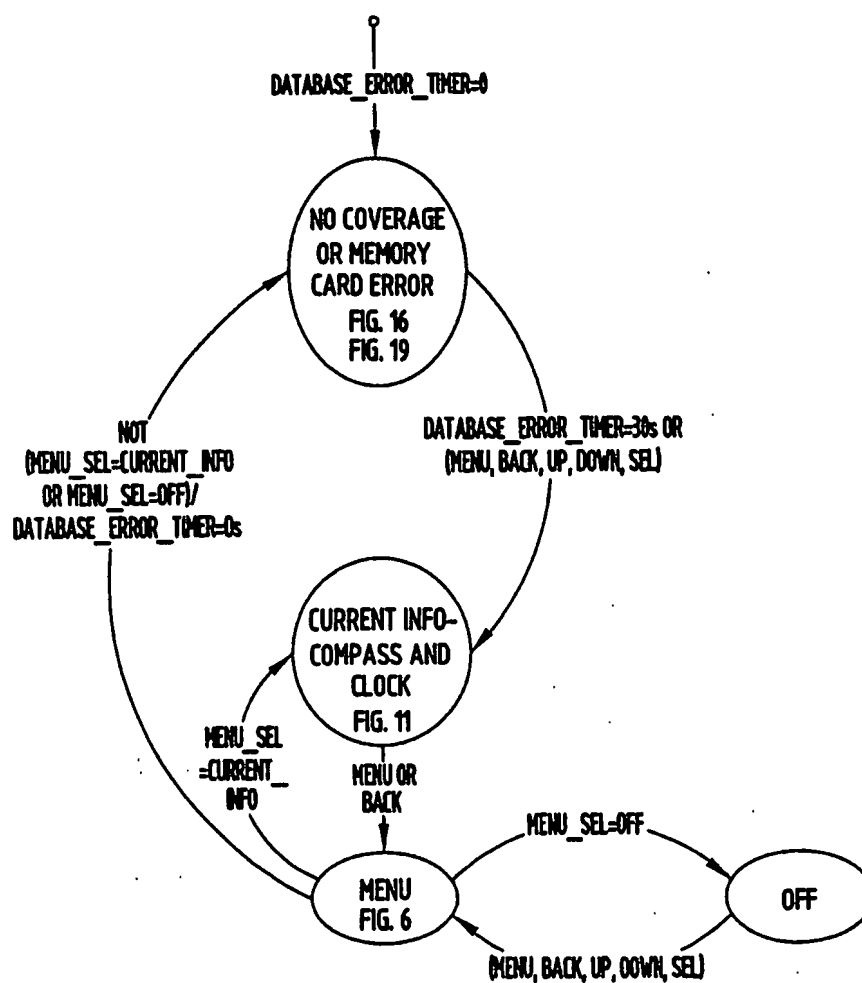 DATABASE_ERROR_TIMER=0
NO COVERAGE
OR MEMORY
CARD ERROR
FIG. 16
FIG. 19
NOT
(MENU_SEL=CURRENT_INFO
OR MENU_SEL=OFF)/
DATABASE_ERROR_TIMER=0s
DATABASE_ERROR_TIMER=30s OR
(MENU, BACK, UP, DOWN, SEL)
CURRENT INFO-
COMPASS AND
CLOCK
FIG. 11
MENU_SEL
=CURRENT_
INFO
MENU OR
BACK
MENU_SEL=OFF
MENU
FIG. 6
OFF
(MENU, BACK, UP, DOWN, SEL)